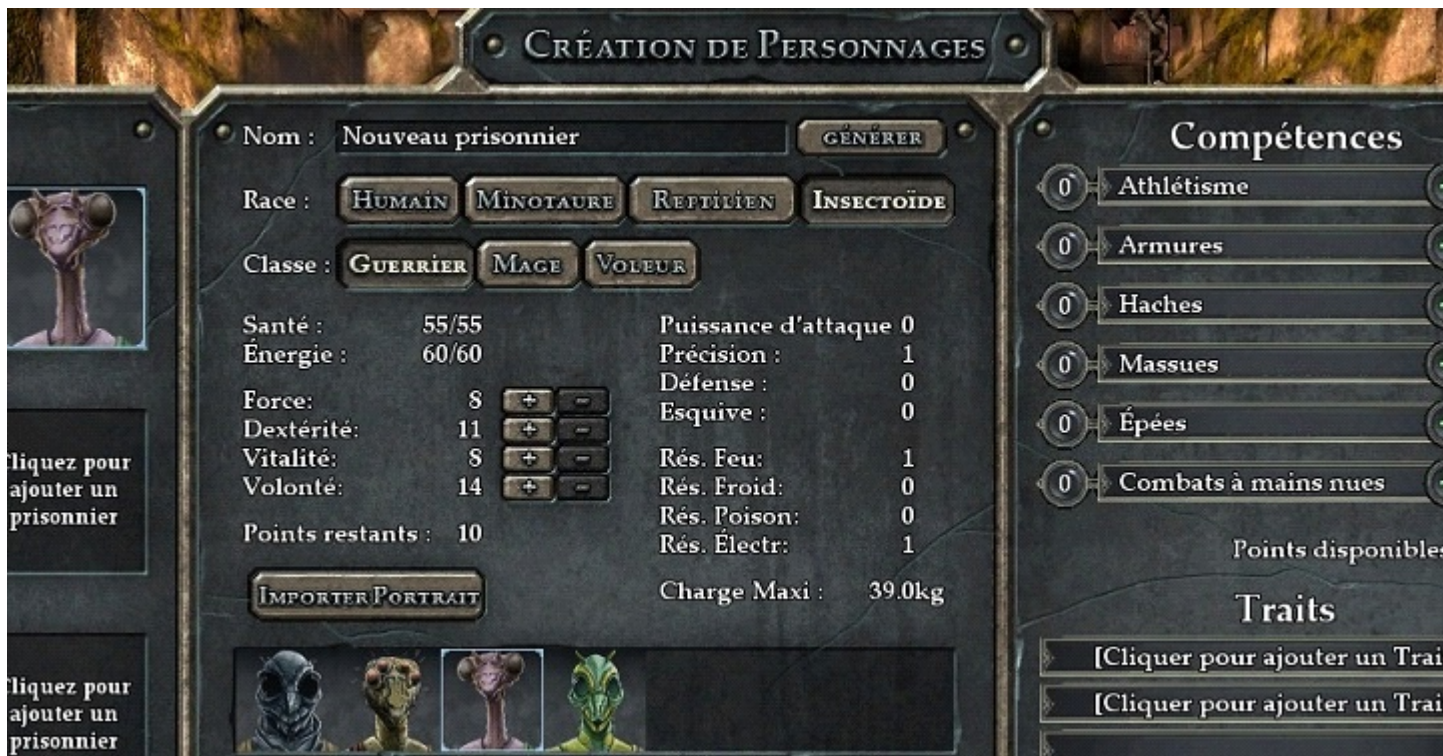 Création de Personnages
Nom : Nouveau prisonnier Générer
Race : Humain Minotaure Reptilien Insectoïde
Classe : Guerrier Mage Voleur
Santé : 55/55
Énergie : 60/60
Force: 8 + -
Dextérité: 11 + -
Vitalité: 8 + -
Volonté: 14 + -
Points restants : 10
Importer Portrait
Puissance d'attaque 0
Précision : 1
Défense : 0
Esquive : 0
Rés. Feu: 1
Rés. Froid: 0
Rés. Poison: 0
Rés. Électr: 1
Charge Maxi : 39.0kg
Compétences
0 Athlétisme
0 Armures
0 Haches
0 Massues
0 Épées
0 Combats à mains nues
Points disponibles
Traits
[Cliquer pour ajouter un Trai
[Cliquer pour ajouter un Trai
Cliquez pour
ajouter un
prisonnier
Cliquez pour
ajouter un
prisonnier